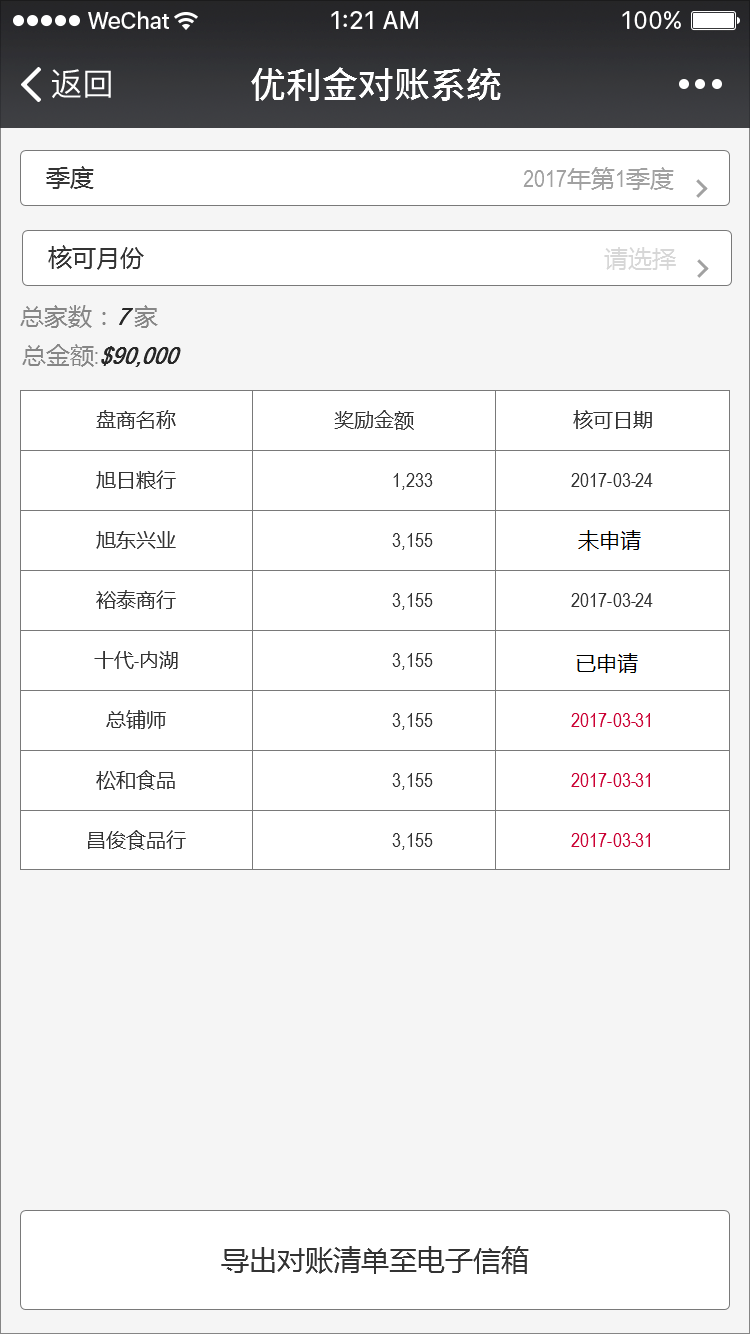 WeChat 1:21 AM 100%
返回 优利金对账系统
季度 2017年第1季度
核可月份 请选择
总家数：7家
总金额:$90,000
盘商名称 奖励金额 核可日期
旭日粮行 1,233 2017-03-24
旭东兴业 3,155 未申请
裕泰商行 3,155 2017-03-24
十代-内湖 3,155 已申请
总铺师 3,155 2017-03-31
松和食品 3,155 2017-03-31
昌俊食品行 3,155 2017-03-31
导出对账清单至电子信箱